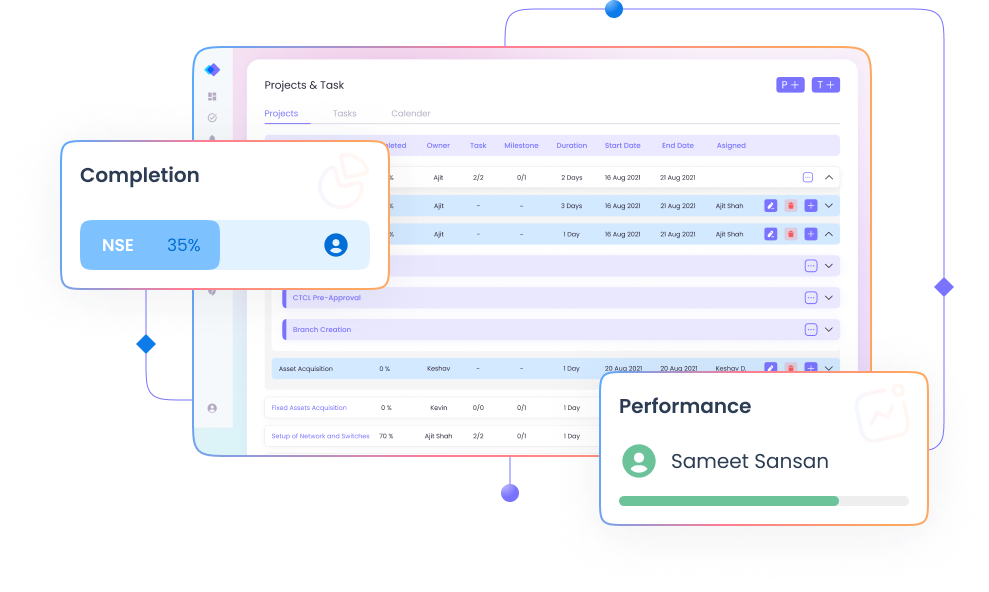 Projects & Task
P +
T +
Projects Tasks Calender
Owner Task Milestone Duration Start Date End Date Asigned
% Ajit 2/2 0/1 2 Days 16 Aug 2021 21 Aug 2021
% Ajit - - 3 Days 16 Aug 2021 21 Aug 2021 Ajit Shah
% Ajit - - 1 Day 16 Aug 2021 21 Aug 2021 Ajit Shah
Completion
NSE 35%
CTCL Pre-Approval
Branch Creation
Asset Acquisition 0 % Keshav - - 1 Day 20 Aug 2021 20 Aug 2021 Keshav D.
Fixed Assets Acquisition 0 % Kevin 0/0 0/1 1 Day
Setup of Network and Switches 70 % Ajit Shah 2/2 0/1 1 Day
Performance
Sameet Sansan